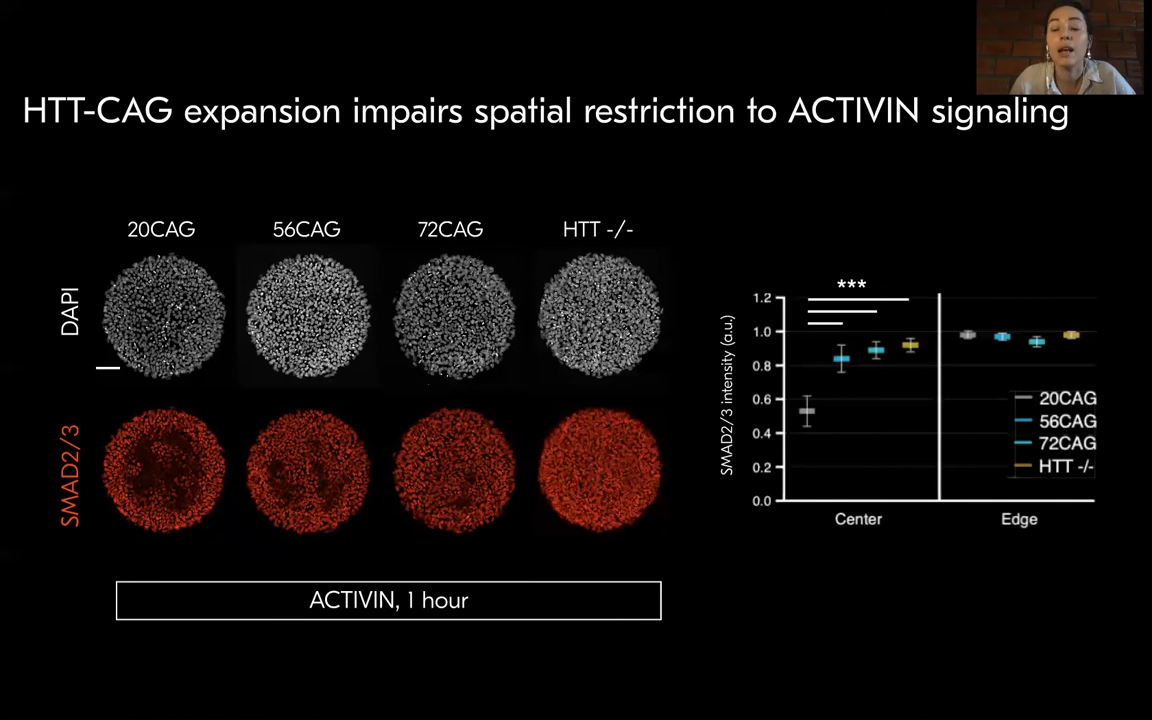 HTT-CAG expansion impairs spatial restriction to ACTIVIN signaling
20CAG 56CAG 72CAG HTT -/-
DAPI
SMAD2/3
ACTIVIN, 1 hour
***
SMAD2/3 intensity (a.u.)
1.2
1.0
0.8
0.6
0.4
0.2
0.0
Center Edge
20CAG
56CAG
72CAG
HTT -/-